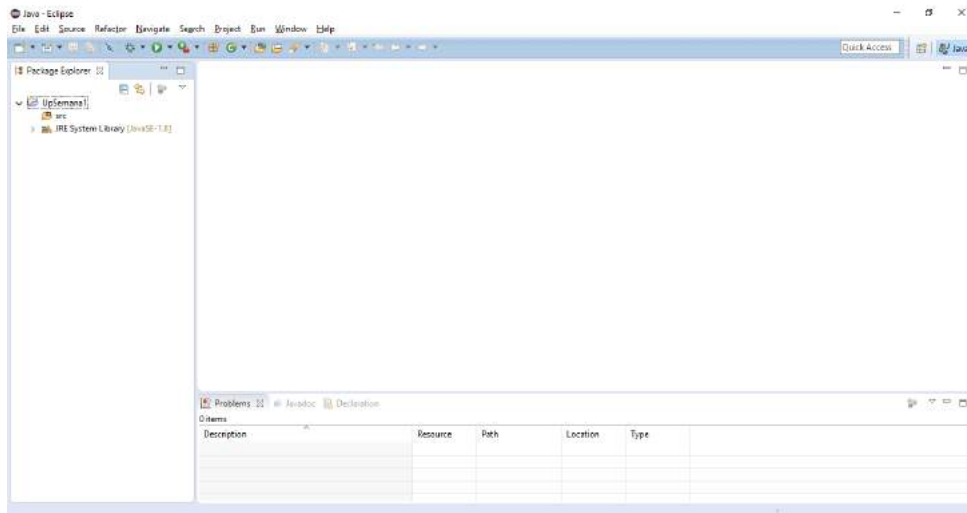 Java - Eclipse
File Edit Source Refactor Navigate Search Project Run Window Help
Quick Access
Java
Package Explorer
UpSemana1
src
JRE System Library [JavaSE-1.8]
Problems Javadoc Declaration
0 items
Description Resource Path Location Type